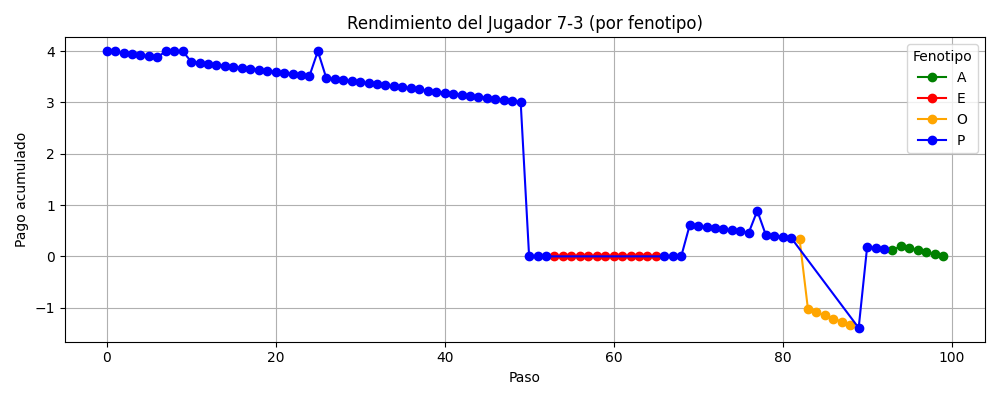 Rendimiento del Jugador 7-3 (por fenotipo)
Pago acumulado
4
3
2
1
0
−1
Fenotipo
A
E
O
P
0 20 40 60 80 100
Paso